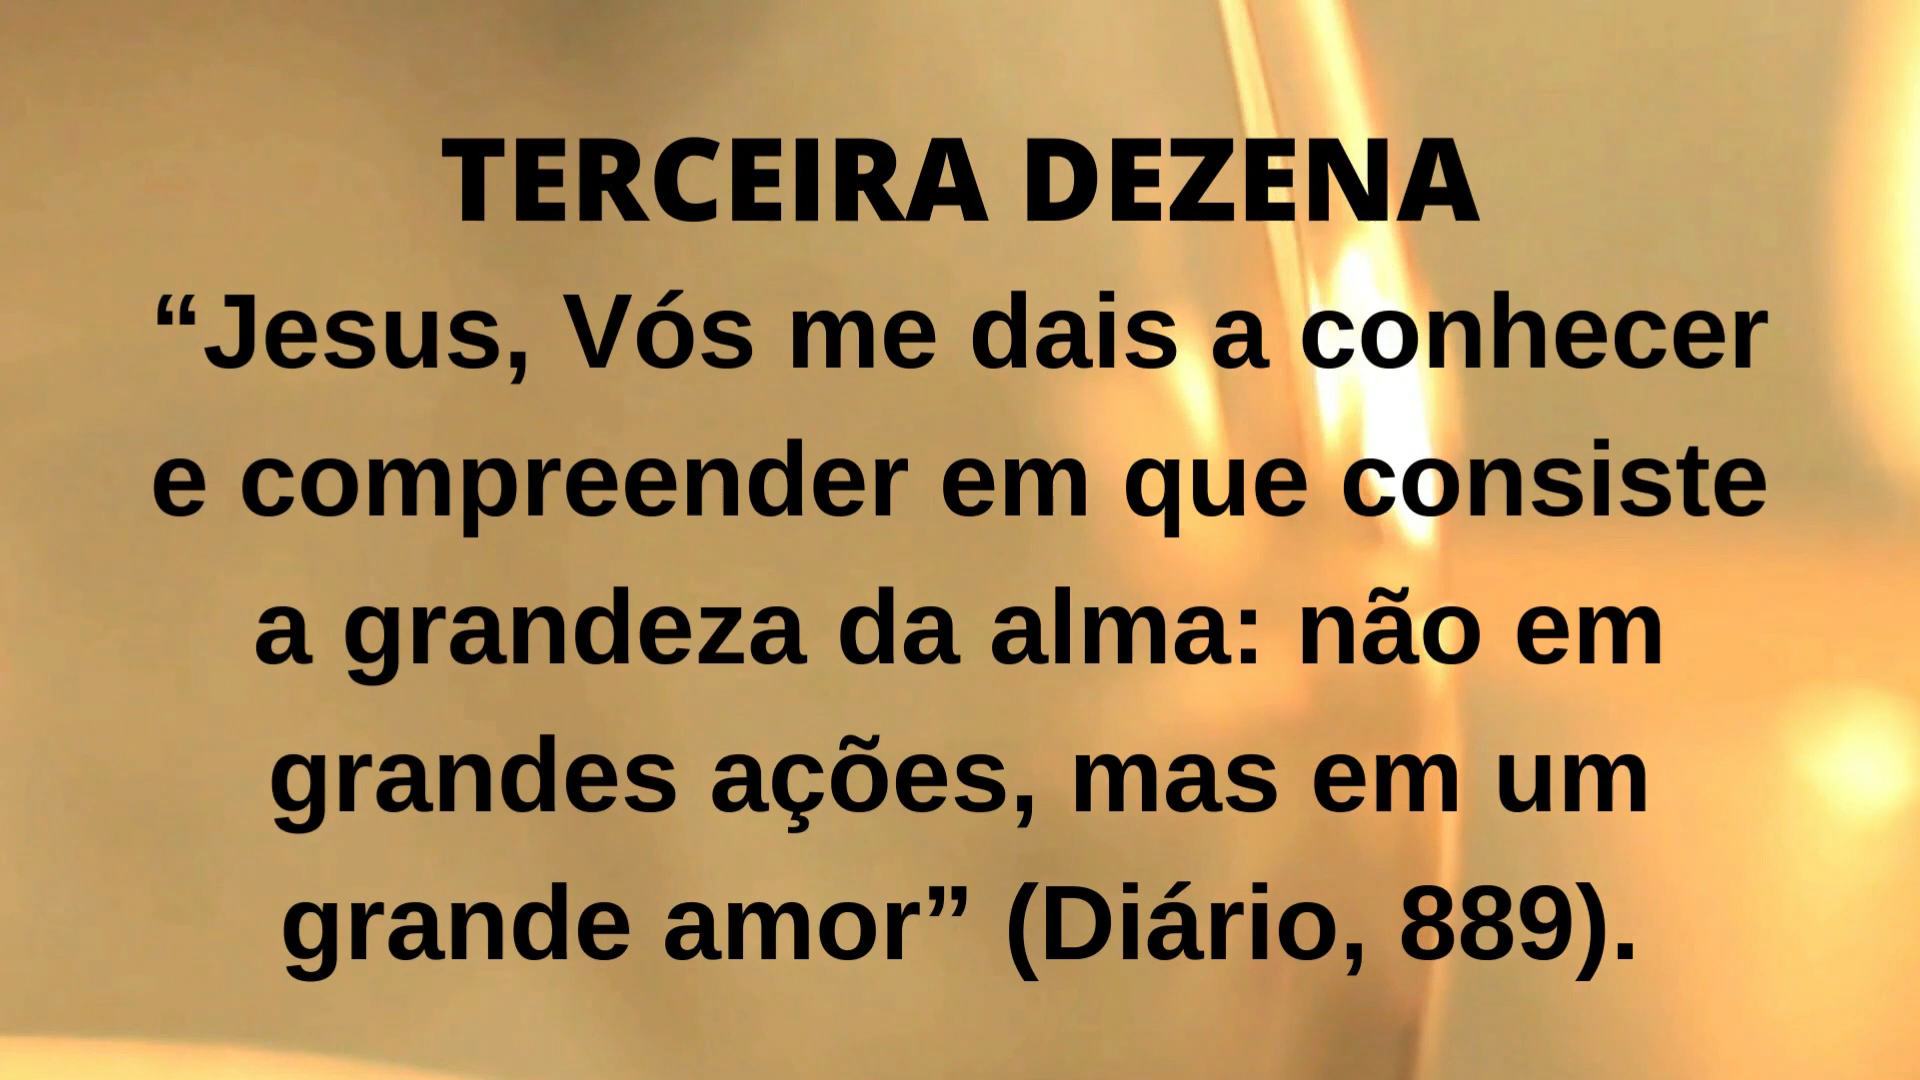 TERCEIRA DEZENA
“Jesus, Vós me dais a conhecer
e compreender em que consiste
a grandeza da alma: não em
grandes ações, mas em um
grande amor” (Diário, 889).